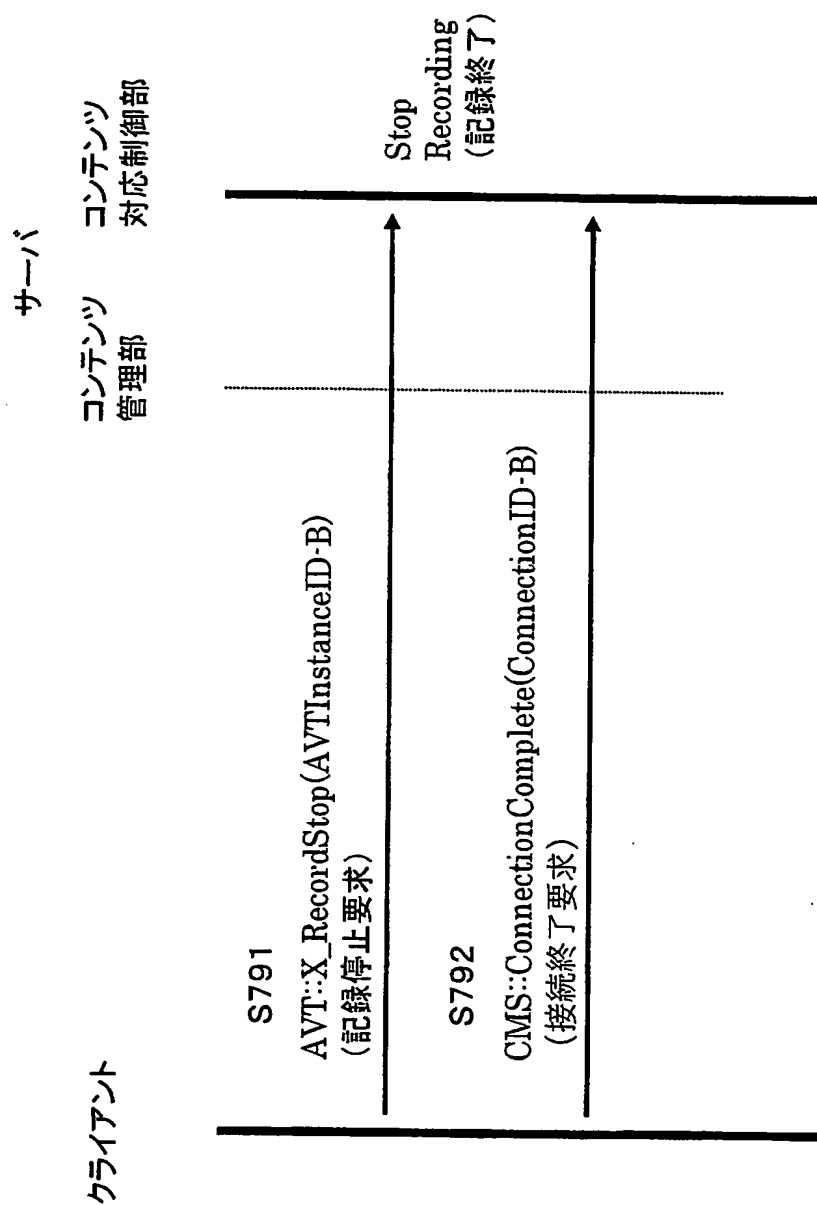 サーバ
クライアント
コンテンツ
管理部
コンテンツ
対応制御部
S791
AVT::X_RecordStop(AVTInstanceID-B)
(記録停止要求)
Stop
Recording
(記録終了)
S792
CMS::ConnectionComplete(ConnectionID-B)
(接続終了要求)